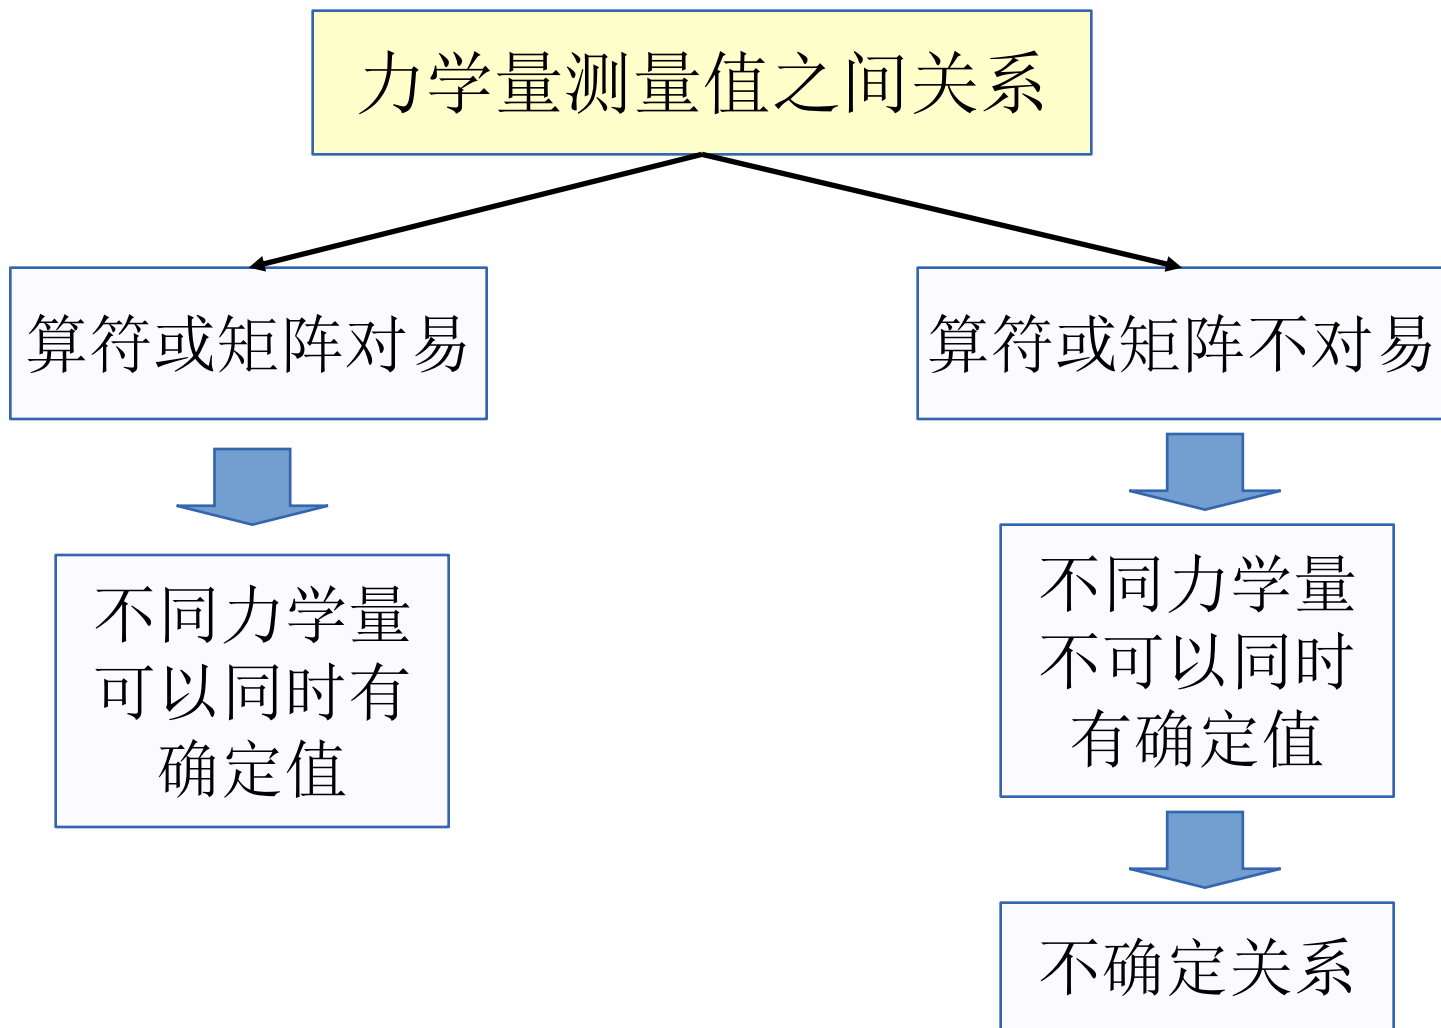 力学量测量值之间关系
算符或矩阵对易
算符或矩阵不对易
不同力学量
可以同时有
确定值
不同力学量
不可以同时
有确定值
不确定关系